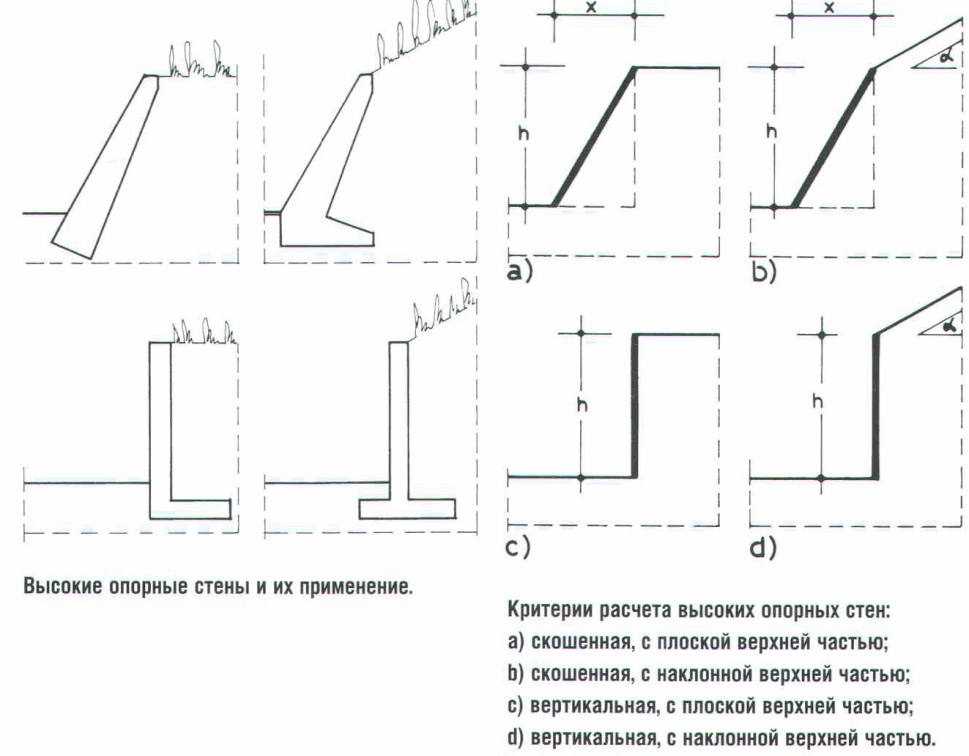 x
x
h
h
α
a)
b)
h
h
α
c)
d)
Высокие опорные стены и их применение.
Критерии расчета высоких опорных стен:
a) скошенная, с плоской верхней частью;
b) скошенная, с наклонной верхней частью;
c) вертикальная, с плоской верхней частью;
d) вертикальная, с наклонной верхней частью.